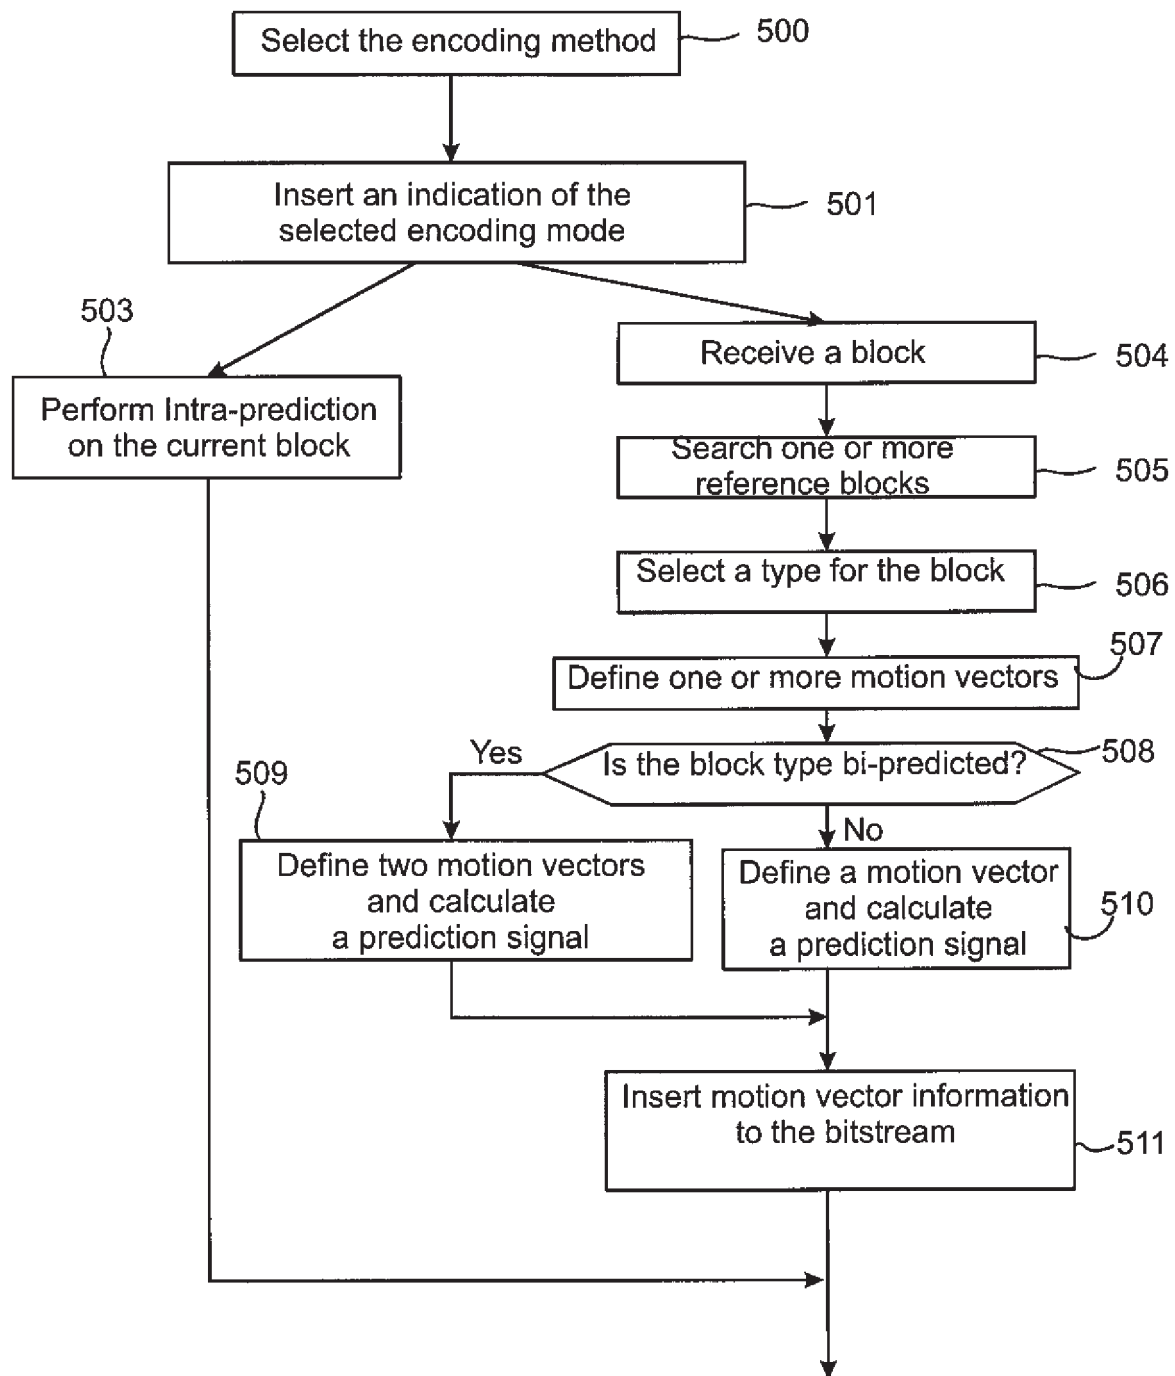 Select the encoding method
500
Insert an indication of the
selected encoding mode
501
503
Perform Intra-prediction
on the current block
Receive a block
504
Search one or more
reference blocks
505
Select a type for the block
506
507
Define one or more motion vectors
Yes
Is the block type bi-predicted?
508
509
No
Define two motion vectors
and calculate
a prediction signal
Define a motion vector
and calculate
a prediction signal
510
Insert motion vector information
to the bitstream
511